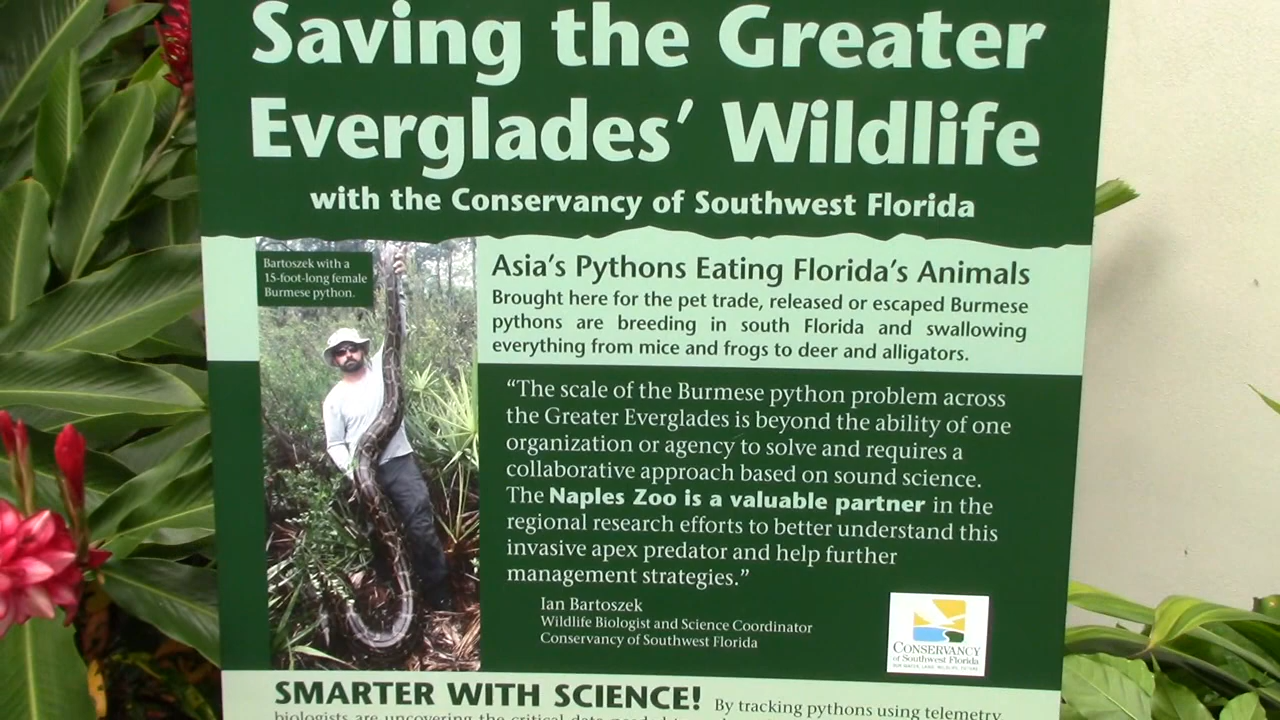 Saving the Greater
Everglades' Wildlife
with the Conservancy of Southwest Florida
Bartoszek with a
15-foot-long female
Burmese python.
Asia's Pythons Eating Florida's Animals
Brought here for the pet trade, released or escaped Burmese
pythons are breeding in south Florida and swallowing
everything from mice and frogs to deer and alligators.
“The scale of the Burmese python problem across
the Greater Everglades is beyond the ability of one
organization or agency to solve and requires a
collaborative approach based on sound science.
The Naples Zoo is a valuable partner in the
regional research efforts to better understand this
invasive apex predator and help further
management strategies.”
Ian Bartoszek
Wildlife Biologist and Science Coordinator
Conservancy of Southwest Florida
CONSERVANCY
of Southwest Florida
OUR WATER, LAND, WILDLIFE, FUTURE.
SMARTER WITH SCIENCE! By tracking pythons using telemetry,
biologists are uncovering the critical data needed